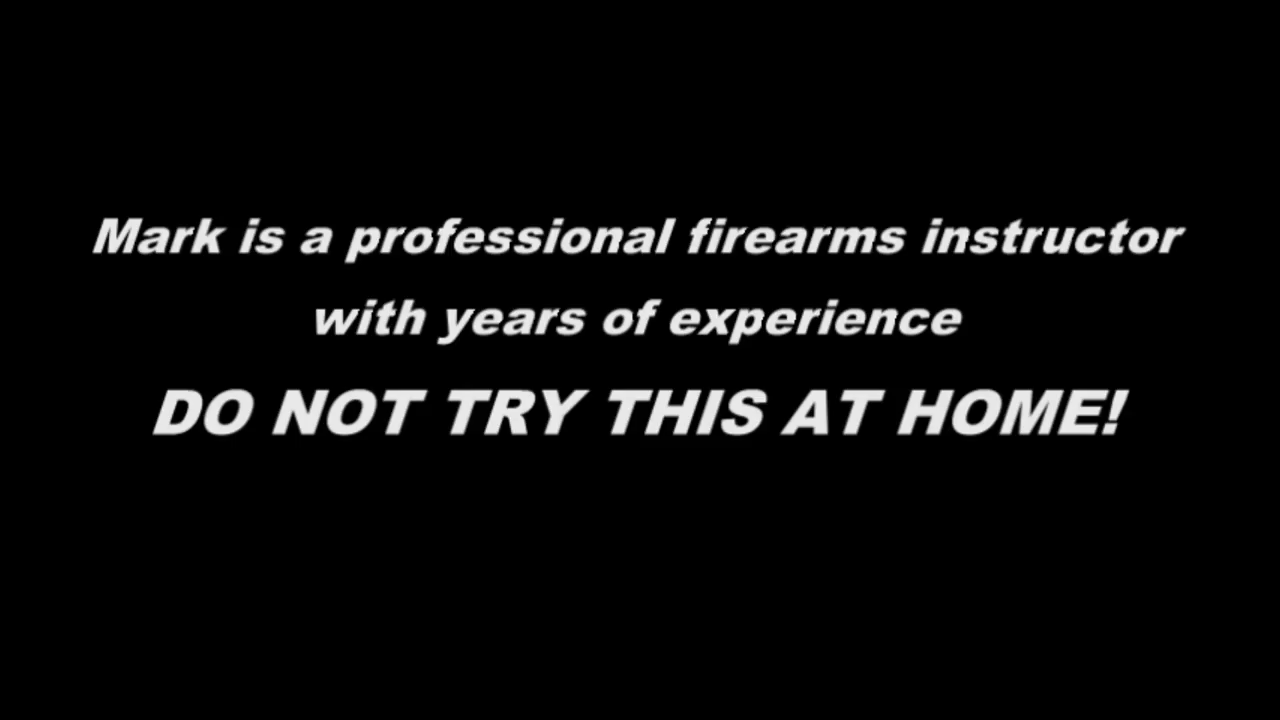 Mark is a professional firearms instructor
with years of experience
DO NOT TRY THIS AT HOME!